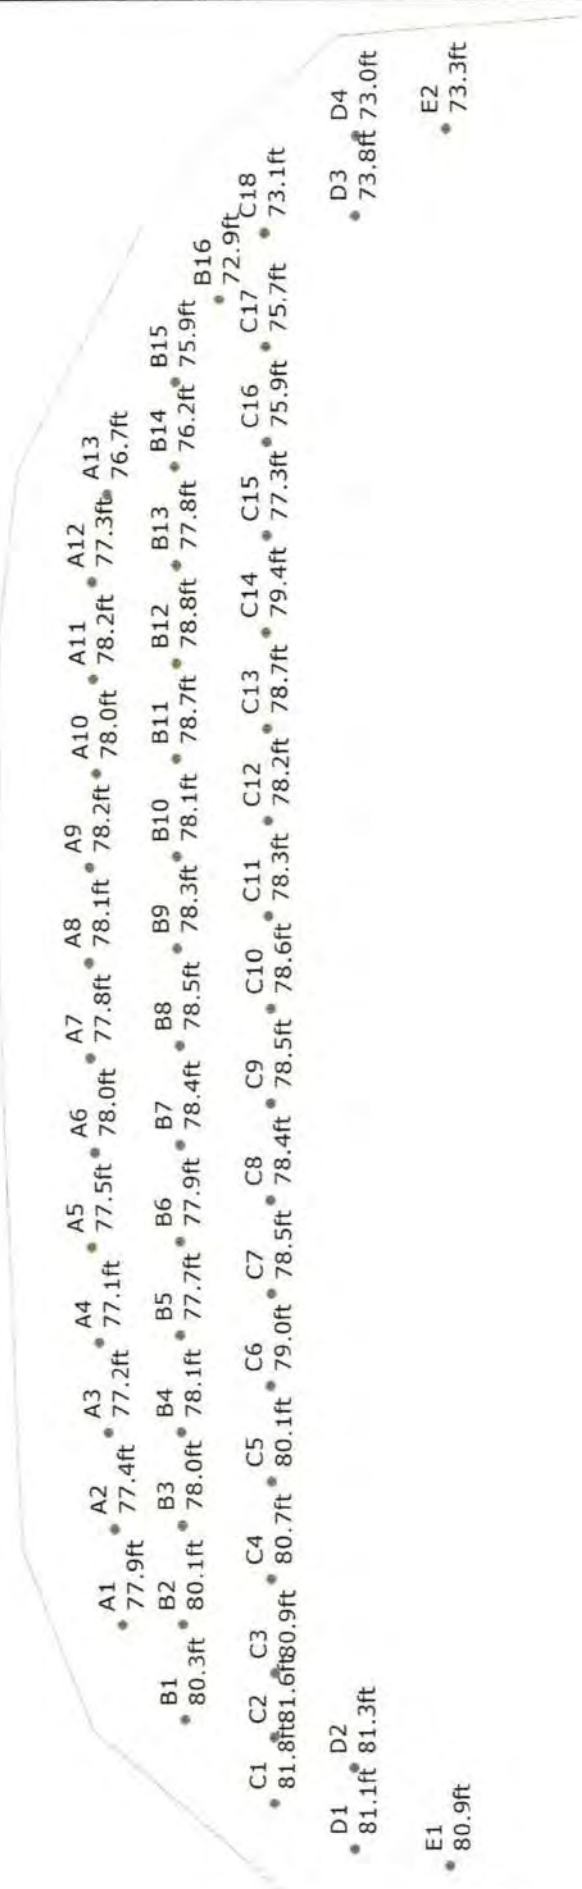 A1
77.9ft
A2
77.4ft
A3
77.2ft
A4
77.1ft
A5
77.5ft
A6
78.0ft
A7
77.8ft
A8
78.1ft
A9
78.2ft
A10
78.0ft
A11
78.2ft
A12
77.3ft
A13
76.7ft
B1
80.3ft
B2
80.1ft
B3
78.0ft
B4
78.1ft
B5
77.7ft
B6
77.9ft
B7
78.4ft
B8
78.5ft
B9
78.3ft
B10
78.1ft
B11
78.7ft
B12
78.8ft
B13
77.8ft
B14
76.2ft
B15
75.9ft
B16
72.9ft
C1
81.8ft
C2
81.6ft
C3
80.9ft
C4
80.7ft
C5
80.1ft
C6
79.0ft
C7
78.5ft
C8
78.4ft
C9
78.5ft
C10
78.6ft
C11
78.3ft
C12
78.2ft
C13
78.7ft
C14
79.4ft
C15
77.3ft
C16
75.9ft
C17
75.7ft
C18
73.1ft
D1
81.1ft
D2
81.3ft
D3
73.8ft
D4
73.0ft
E1
80.9ft
E2
73.3ft